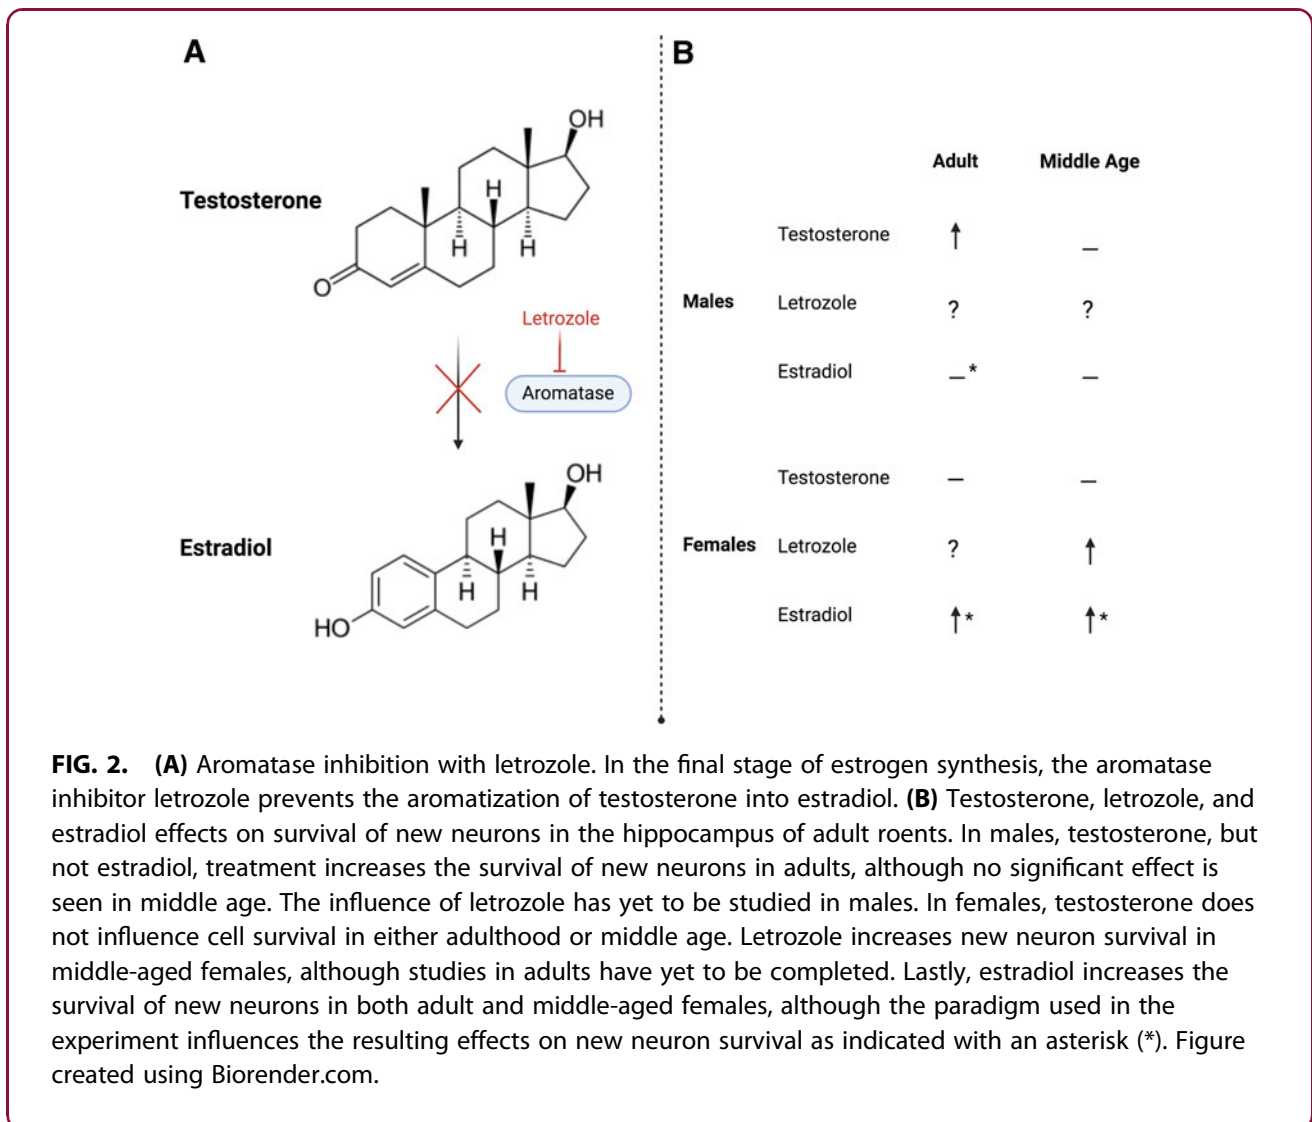 A
Testosterone
OH
H
H
H
O
Letrozole
Aromatase
Estradiol
OH
H
H
H
HO
B
Adult Middle Age
Males
Testosterone ↑ –
Letrozole ? ?
Estradiol –* –
Females
Testosterone – –
Letrozole ? ↑
Estradiol ↑* ↑*
FIG. 2. (A) Aromatase inhibition with letrozole. In the final stage of estrogen synthesis, the aromatase
inhibitor letrozole prevents the aromatization of testosterone into estradiol. (B) Testosterone, letrozole, and
estradiol effects on survival of new neurons in the hippocampus of adult roents. In males, testosterone, but
not estradiol, treatment increases the survival of new neurons in adults, although no significant effect is
seen in middle age. The influence of letrozole has yet to be studied in males. In females, testosterone does
not influence cell survival in either adulthood or middle age. Letrozole increases new neuron survival in
middle-aged females, although studies in adults have yet to be completed. Lastly, estradiol increases the
survival of new neurons in both adult and middle-aged females, although the paradigm used in the
experiment influences the resulting effects on new neuron survival as indicated with an asterisk (*). Figure
created using Biorender.com.